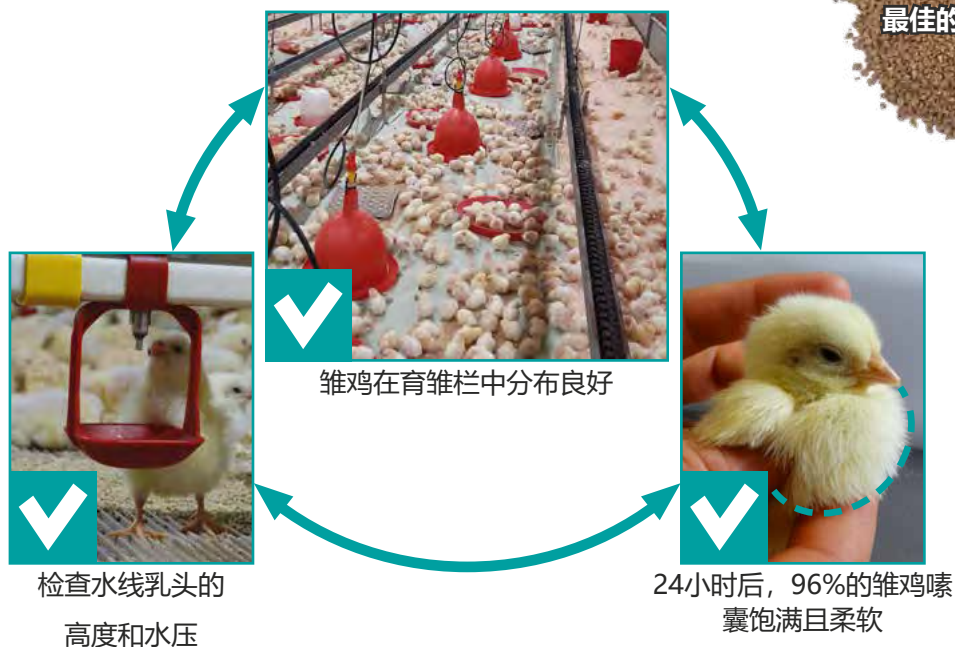 最佳的
雏鸡在育雏栏中分布良好
检查水线乳头的
高度和水压
24小时后，96%的雏鸡嗉
囊饱满且柔软